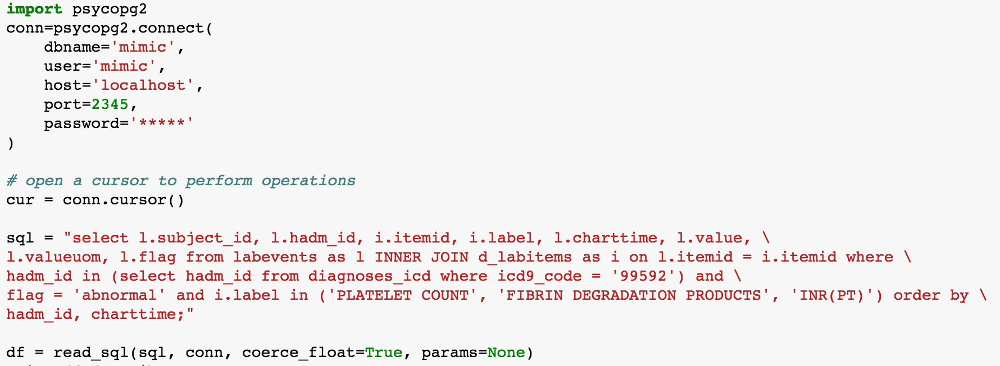 import psycopg2
conn=psycopg2.connect(
    dbname='mimic',
    user='mimic',
    host='localhost',
    port=2345,
    password='*****'
)
# open a cursor to perform operations
cur = conn.cursor()
sql = "select l.subject_id, l.hadm_id, i.itemid, i.label, l.charttime, l.value, \
l.valueuom, l.flag from labevents as l INNER JOIN d_labitems as i on l.itemid = i.itemid where \
hadm_id in (select hadm_id from diagnoses_icd where icd9_code = '99592') and \
flag = 'abnormal' and i.label in ('PLATELET COUNT', 'FIBRIN DEGRADATION PRODUCTS', 'INR(PT)') order by \
hadm_id, charttime;"
df = read_sql(sql, conn, coerce_float=True, params=None)